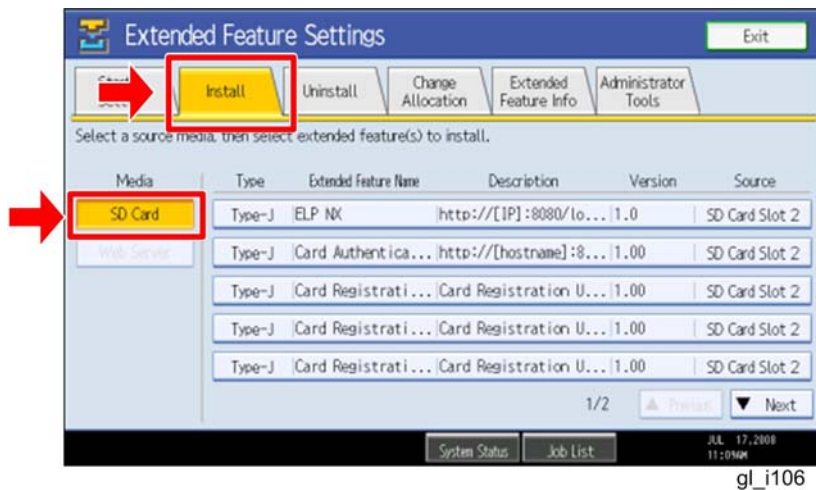 Extended Feature Settings
Exit
Install
Uninstall
Change Allocation
Extended Feature Info
Administrator Tools
Select a source media, then select extended feature(s) to install.
Media Type Extended Feature Name Description Version Source
SD Card Type-J ELP NX http://[IP]:8080/lo... 1.0 SD Card Slot 2
Web Server Type-J Card Authentica... http://[hostname]:8... 1.00 SD Card Slot 2
Type-J Card Registrati... Card Registration U... 1.00 SD Card Slot 2
Type-J Card Registrati... Card Registration U... 1.00 SD Card Slot 2
Type-J Card Registrati... Card Registration U... 1.00 SD Card Slot 2
1/2 ▲ ▼ Next
System Status Job List JUL 17,2008
11:09AM
gl_i106